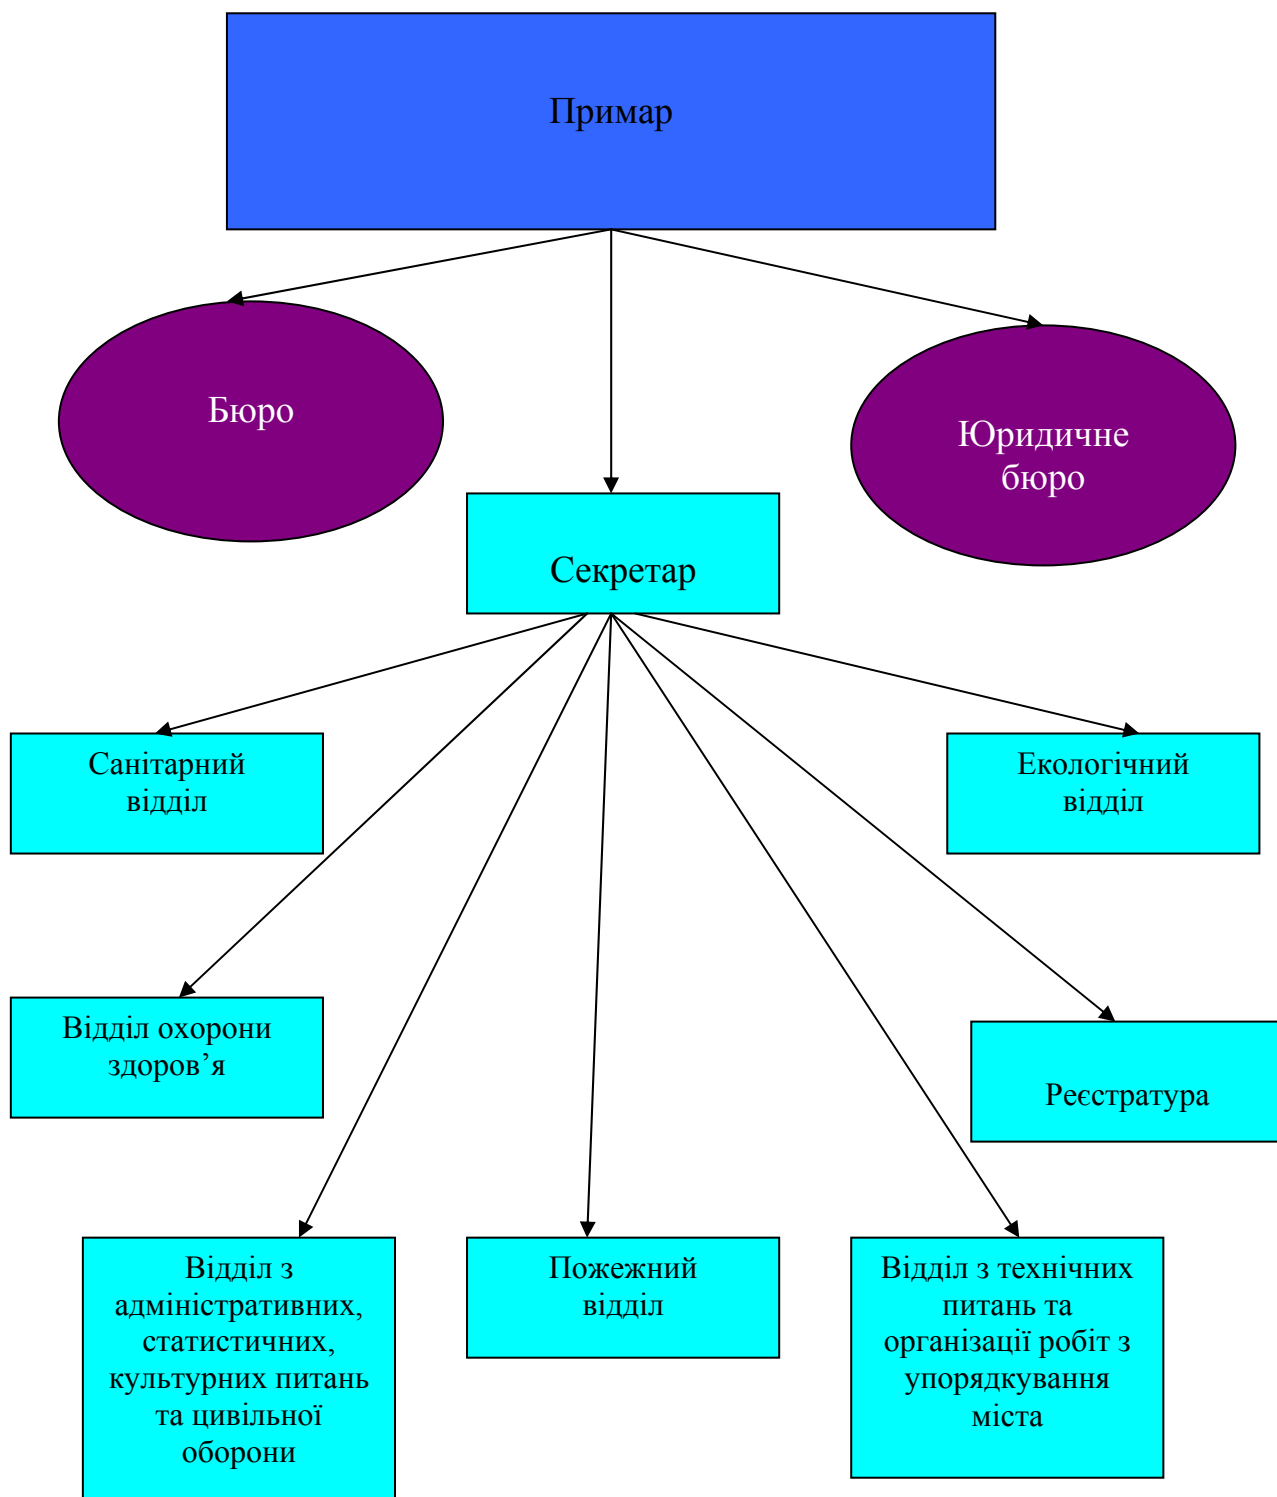 Примар
Бюро
Юридичне
бюро
Секретар
Санітарний
відділ
Екологічний
відділ
Відділ охорони
здоров’я
Реєстратура
Відділ з
адміністративних,
статистичних,
культурних питань
та цивільної
оборони
Пожежний
відділ
Відділ з технічних
питань та
організації робіт з
упорядкування
міста